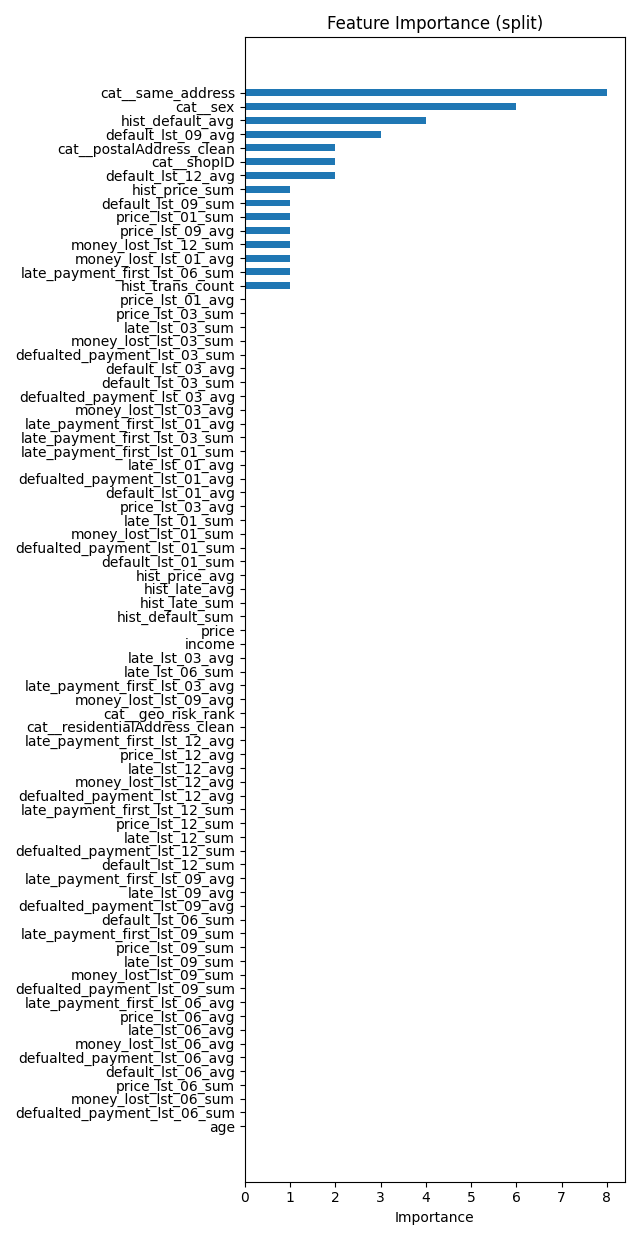 Feature Importance (split)
cat__same_address
cat__sex
hist_default_avg
default_lst_09_avg
cat__postalAddress_clean
cat__shopID
default_lst_12_avg
hist_price_sum
default_lst_09_sum
price_lst_01_sum
price_lst_09_avg
money_lost_lst_12_sum
money_lost_lst_01_avg
late_payment_first_lst_06_sum
hist_trans_count
price_lst_01_avg
price_lst_03_sum
late_lst_03_sum
money_lost_lst_03_sum
defualted_payment_lst_03_sum
default_lst_03_avg
default_lst_03_sum
defualted_payment_lst_03_avg
money_lost_lst_03_avg
late_payment_first_lst_01_avg
late_payment_first_lst_03_sum
late_payment_first_lst_01_sum
late_lst_01_avg
defualted_payment_lst_01_avg
default_lst_01_avg
price_lst_03_avg
late_lst_01_sum
money_lost_lst_01_sum
defualted_payment_lst_01_sum
default_lst_01_sum
hist_price_avg
hist_late_avg
hist_late_sum
hist_default_sum
price
income
late_lst_03_avg
late_lst_06_sum
late_payment_first_lst_03_avg
money_lost_lst_09_avg
cat__geo_risk_rank
cat__residentialAddress_clean
late_payment_first_lst_12_avg
price_lst_12_avg
late_lst_12_avg
money_lost_lst_12_avg
defualted_payment_lst_12_avg
late_payment_first_lst_12_sum
price_lst_12_sum
late_lst_12_sum
defualted_payment_lst_12_sum
default_lst_12_sum
late_payment_first_lst_09_avg
late_lst_09_avg
defualted_payment_lst_09_avg
default_lst_06_sum
late_payment_first_lst_09_sum
price_lst_09_sum
late_lst_09_sum
money_lost_lst_09_sum
defualted_payment_lst_09_sum
late_payment_first_lst_06_avg
price_lst_06_avg
late_lst_06_avg
money_lost_lst_06_avg
defualted_payment_lst_06_avg
default_lst_06_avg
price_lst_06_sum
money_lost_lst_06_sum
defualted_payment_lst_06_sum
age
0 1 2 3 4 5 6 7 8
Importance